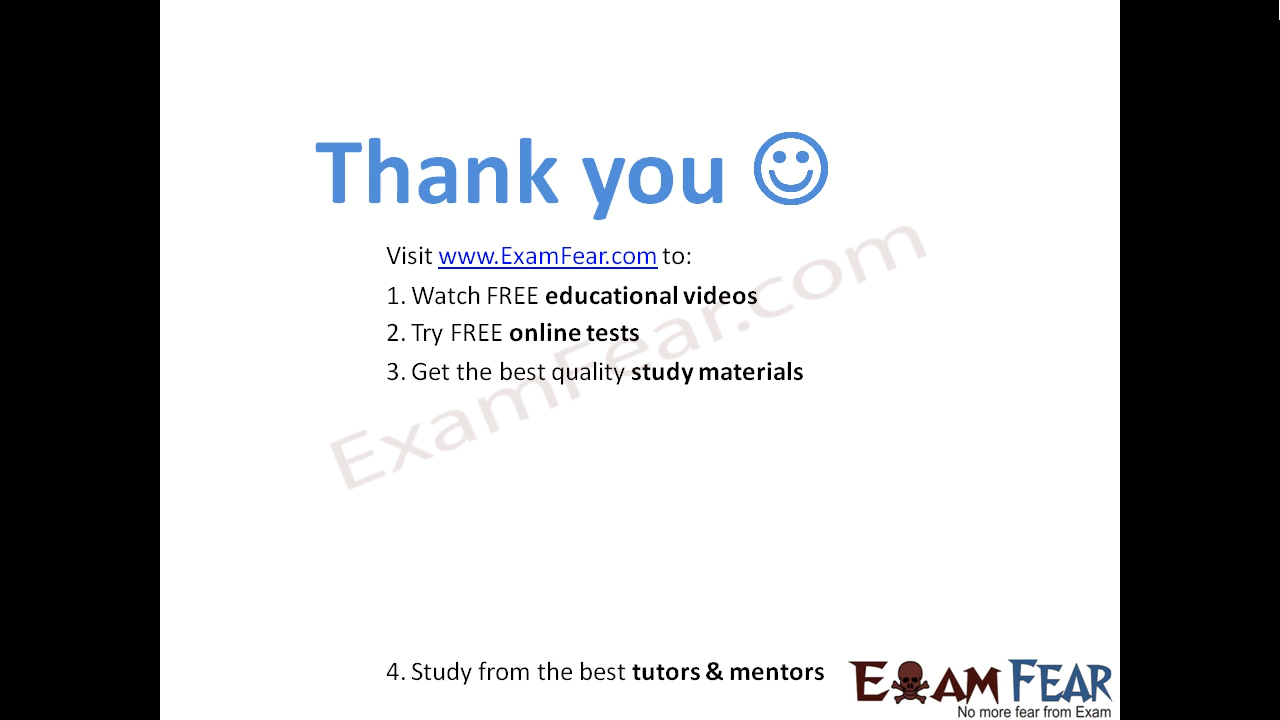 Thank you
Visit www.ExamFear.com to:
1. Watch FREE educational videos
2. Try FREE online tests
3. Get the best quality study materials
ExamFear.com
4. Study from the best tutors & mentors
EXAM FEAR
No more fear from Exam